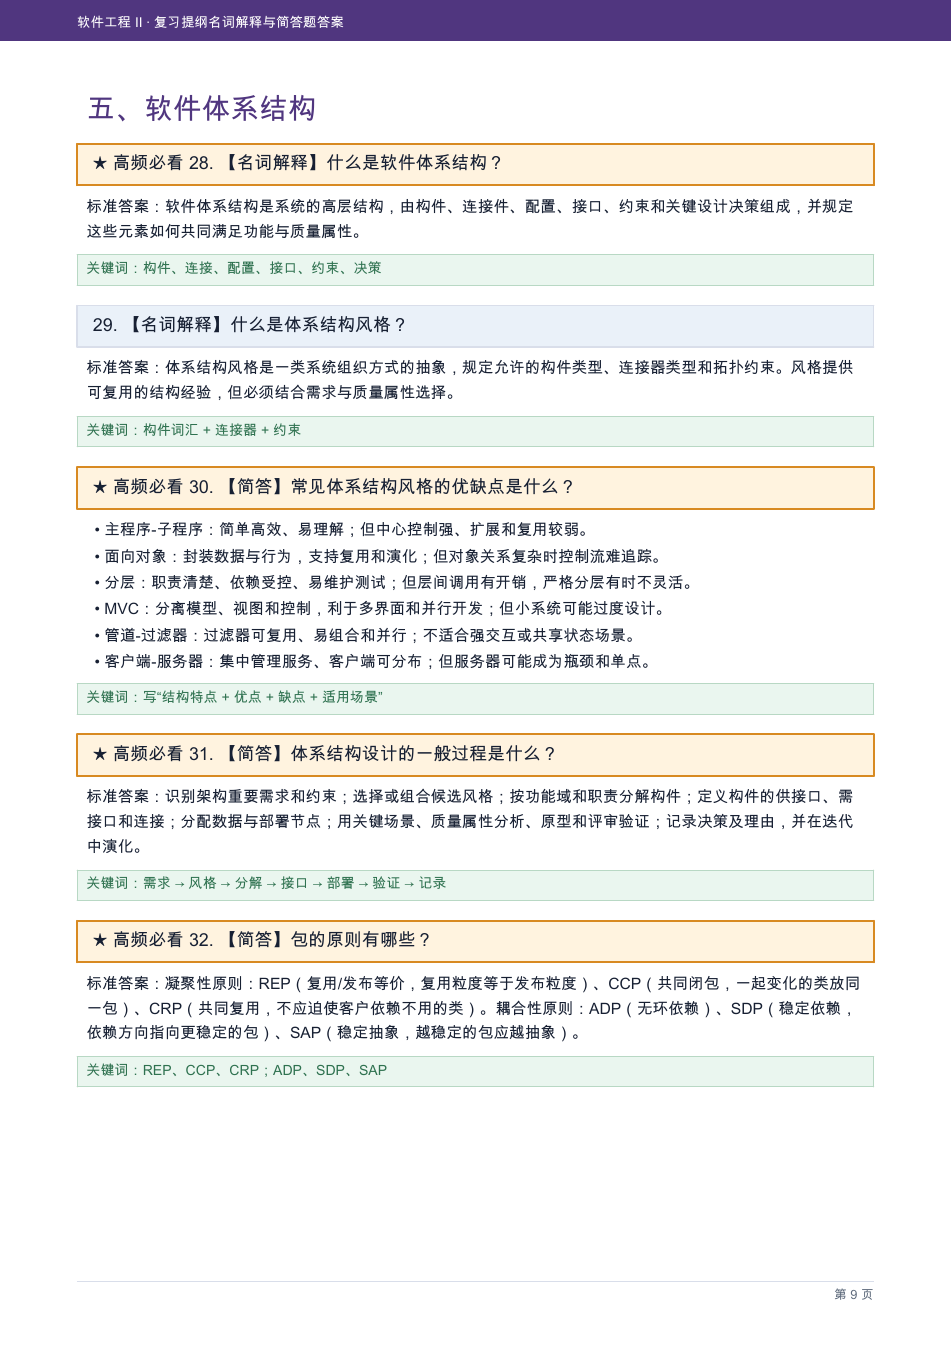 软件工程 II · 复习提纲名词解释与简答题答案
五、软件体系结构
★ 高频必看 28. 【名词解释】什么是软件体系结构？
标准答案：软件体系结构是系统的高层结构，由构件、连接件、配置、接口、约束和关键设计决策组成，并规定
这些元素如何共同满足功能与质量属性。
关键词：构件、连接、配置、接口、约束、决策
29. 【名词解释】什么是体系结构风格？
标准答案：体系结构风格是一类系统组织方式的抽象，规定允许的构件类型、连接器类型和拓扑约束。风格提供
可复用的结构经验，但必须结合需求与质量属性选择。
关键词：构件词汇 + 连接器 + 约束
★ 高频必看 30. 【简答】常见体系结构风格的优缺点是什么？
• 主程序-子程序：简单高效、易理解；但中心控制强、扩展和复用较弱。
• 面向对象：封装数据与行为，支持复用和演化；但对象关系复杂时控制流难追踪。
• 分层：职责清楚、依赖受控、易维护测试；但层间调用有开销，严格分层有时不灵活。
• MVC：分离模型、视图和控制，利于多界面和并行开发；但小系统可能过度设计。
• 管道-过滤器：过滤器可复用、易组合和并行；不适合强交互或共享状态场景。
• 客户端-服务器：集中管理服务、客户端可分布；但服务器可能成为瓶颈和单点。
关键词：写“结构特点 + 优点 + 缺点 + 适用场景”
★ 高频必看 31. 【简答】体系结构设计的一般过程是什么？
标准答案：识别架构重要需求和约束；选择或组合候选风格；按功能域和职责分解构件；定义构件的供接口、需
接口和连接；分配数据与部署节点；用关键场景、质量属性分析、原型和评审验证；记录决策及理由，并在迭代
中演化。
关键词：需求 → 风格 → 分解 → 接口 → 部署 → 验证 → 记录
★ 高频必看 32. 【简答】包的原则有哪些？
标准答案：凝聚性原则：REP（复用/发布等价，复用粒度等于发布粒度）、CCP（共同闭包，一起变化的类放同
一包）、CRP（共同复用，不应迫使客户依赖不用的类）。耦合性原则：ADP（无环依赖）、SDP（稳定依赖，
依赖方向指向更稳定的包）、SAP（稳定抽象，越稳定的包应越抽象）。
关键词：REP、CCP、CRP；ADP、SDP、SAP
第 9 页